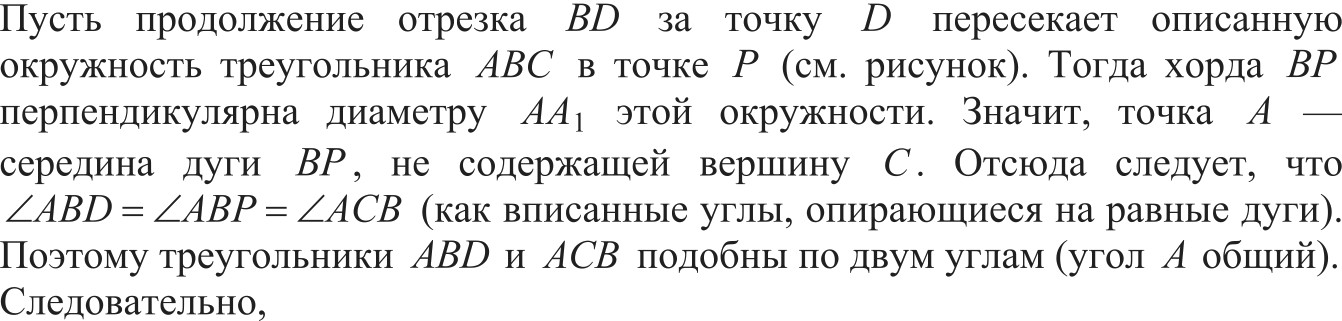 Пусть продолжение отрезка BD за точку D пересекает описанную
окружность треугольника ABC в точке P (см. рисунок). Тогда хорда BP
перпендикулярна диаметру AA₁ этой окружности. Значит, точка A —
середина дуги BP, не содержащей вершину C. Отсюда следует, что
∠ABD = ∠ABP = ∠ACB (как вписанные углы, опирающиеся на равные дуги).
Поэтому треугольники ABD и ACB подобны по двум углам (угол A общий).
Следовательно,